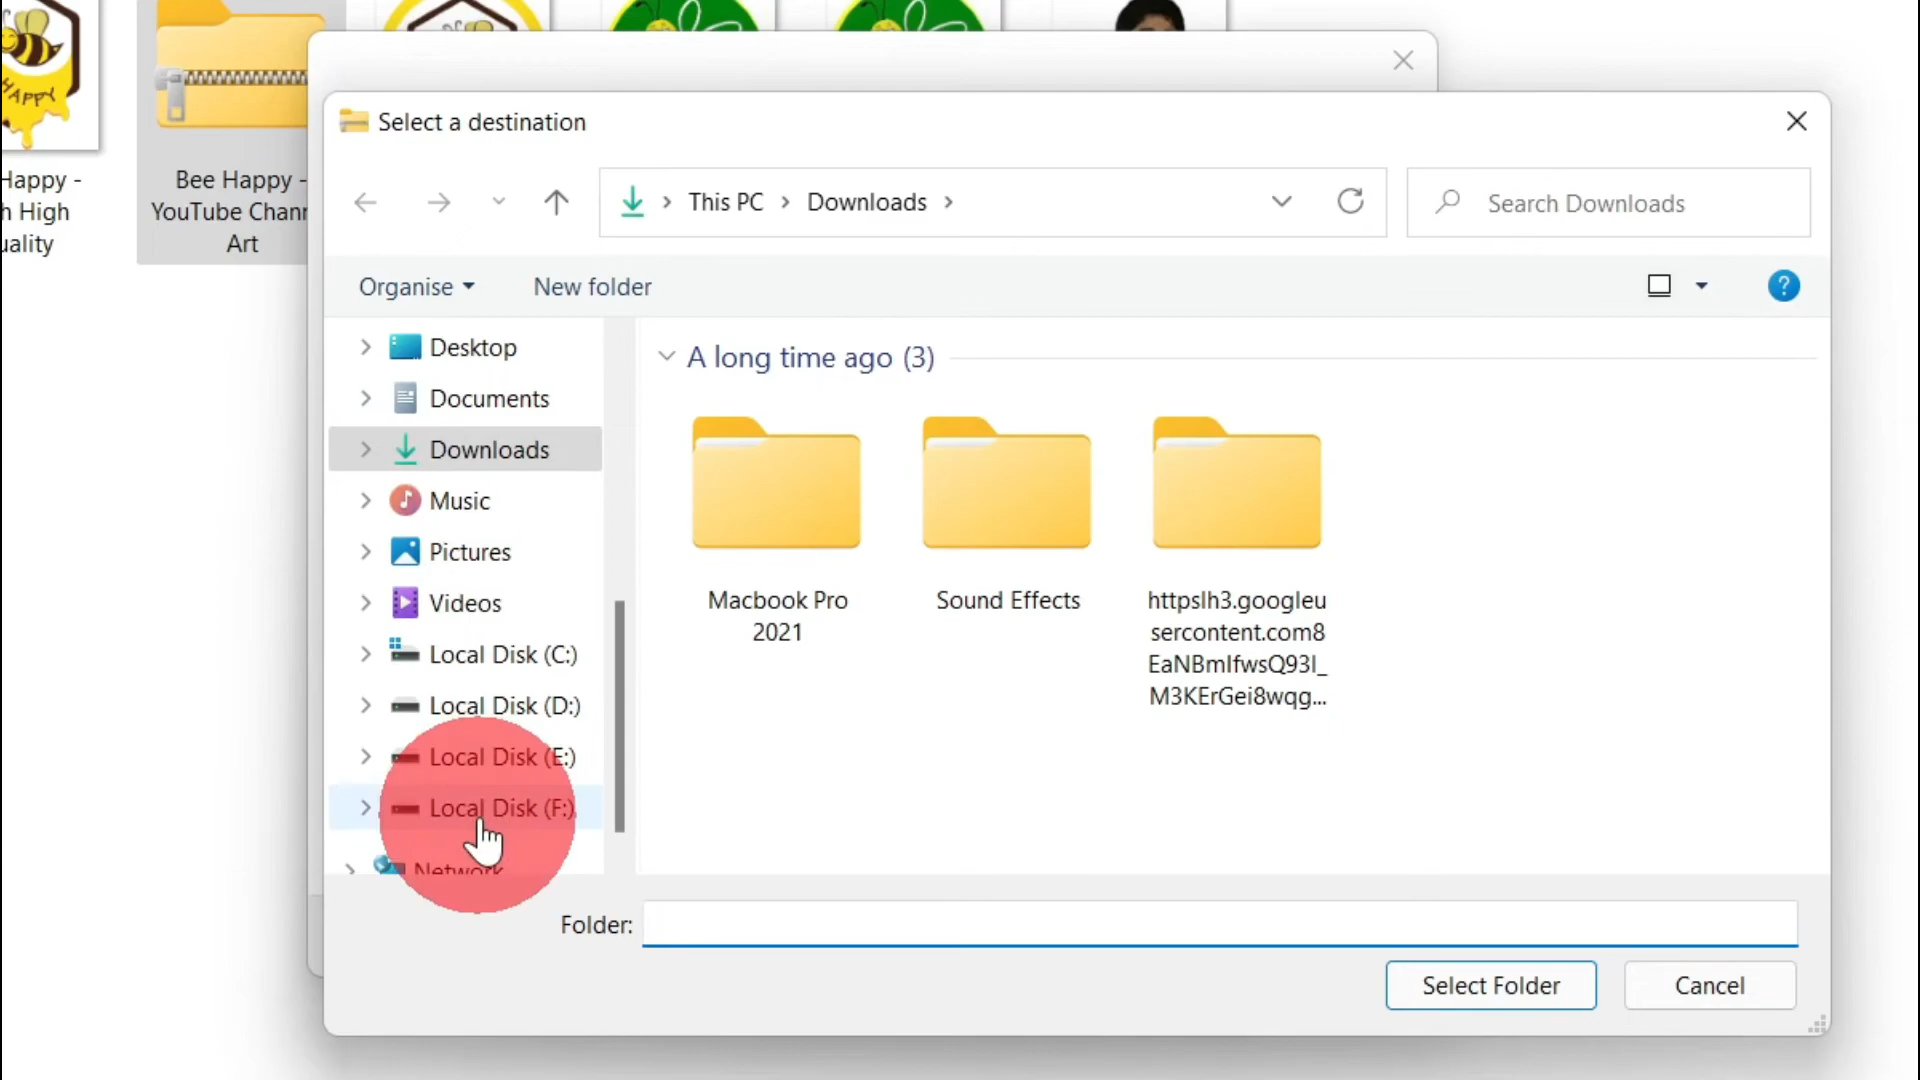 HAPPY
Happy -
h High
uality
Bee Happy -
YouTube Chann
Art
Select a destination
This PC
Downloads
Search Downloads
Organise
New folder
?
Desktop
Documents
Downloads
Music
Pictures
Videos
Local Disk (C:)
Local Disk (D:)
Local Disk (E:)
Local Disk (F:)
Network
A long time ago (3)
Macbook Pro
2021
Sound Effects
httpslh3.googleu
sercontent.com8
EaNBmIfwsQ93I_
M3KErGei8wqg...
Folder:
Select Folder
Cancel